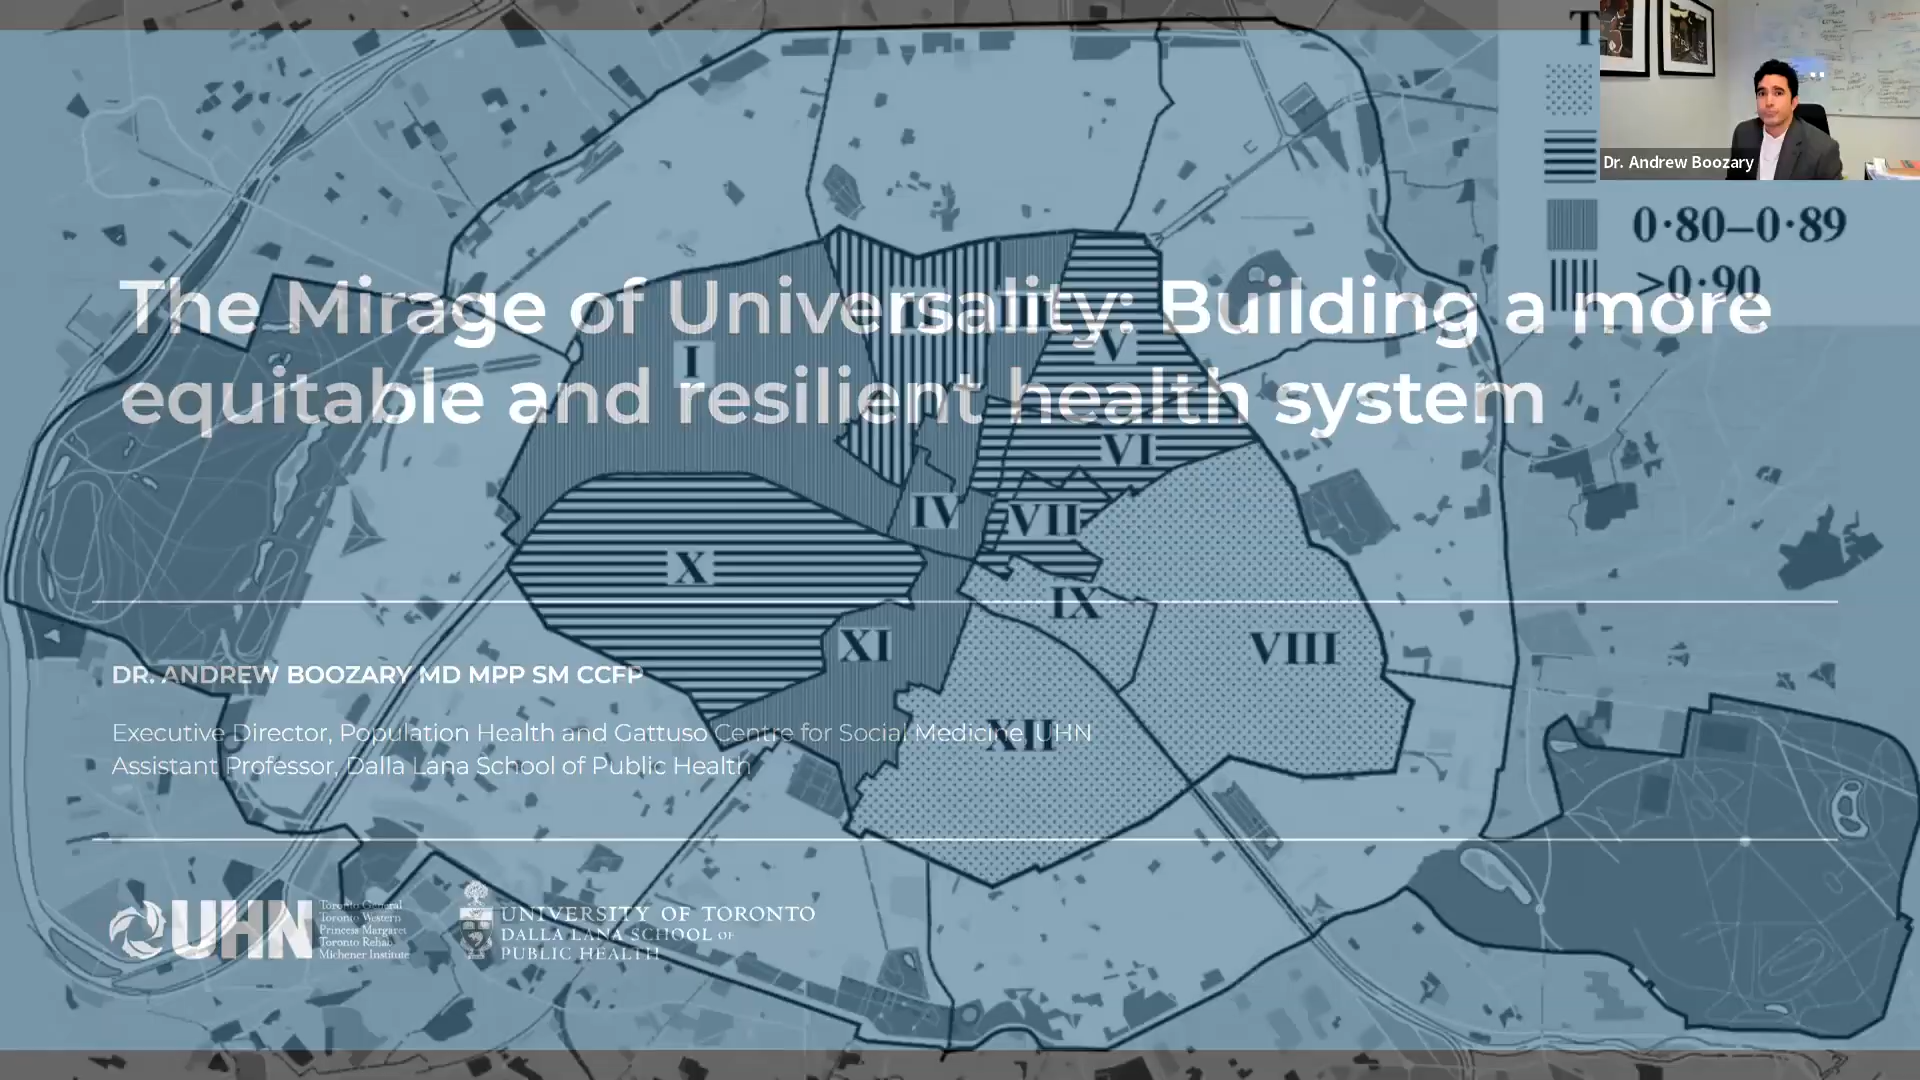 T
Dr. Andrew Boozary
0·80–0·89
>0·90
The Mirage of Universality: Building a more
equitable and resilient health system
I
II
III
V
VI
IV
VII
X
IX
XI
VIII
XII
DR. ANDREW BOOZARY MD MPP SM CCFP
Executive Director, Population Health and Gattuso Centre for Social Medicine, UHN
Assistant Professor, Dalla Lana School of Public Health
UHN
Toronto General
Toronto Western
Princess Margaret
Toronto Rehab
Michener Institute
UNIVERSITY OF TORONTO
DALLA LANA SCHOOL OF
PUBLIC HEALTH